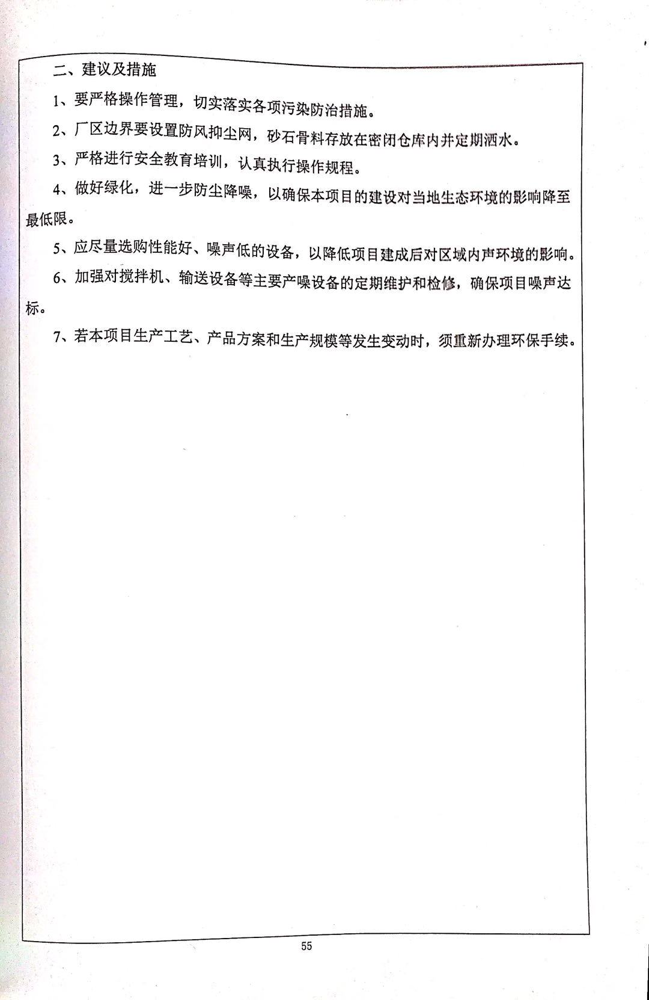 二、建议及措施
1、要严格操作管理，切实落实各项污染防治措施。
2、厂区边界要设置防风抑尘网，砂石骨料存放在密闭仓库内并定期洒水。
3、严格进行安全教育培训，认真执行操作规程。
4、做好绿化，进一步防尘降噪，以确保本项目的建设对当地生态环境的影响降至
最低限。
5、应尽量选购性能好、噪声低的设备，以降低项目建成后对区域内声环境的影响。
6、加强对搅拌机、输送设备等主要产噪设备的定期维护和检修，确保项目噪声达
标。
7、若本项目生产工艺、产品方案和生产规模等发生变动时，须重新办理环保手续。
55